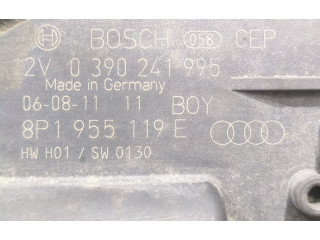 BOSCH 058 CEP
2V 0 390 241 995
Made in Germany
06-08-11 11 BOY
8P1 955 119 E
HW H01 / SW 0130